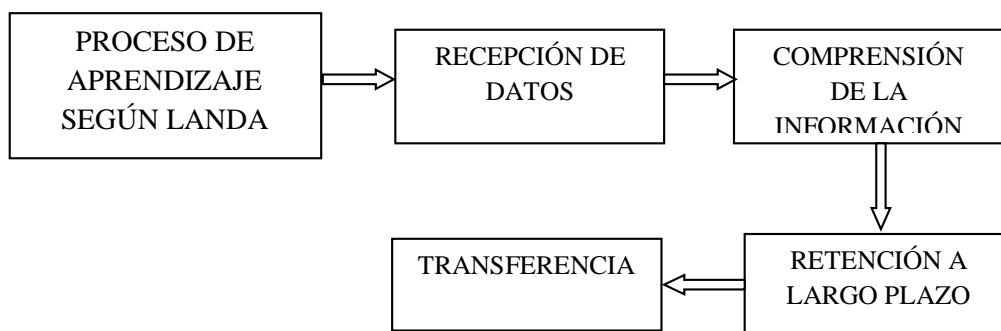 PROCESO DE
APRENDIZAJE
SEGÚN LANDA
RECEPCIÓN DE
DATOS
COMPRENSIÓN
DE LA
INFORMACIÓN
RETENCIÓN A
LARGO PLAZO
TRANSFERENCIA